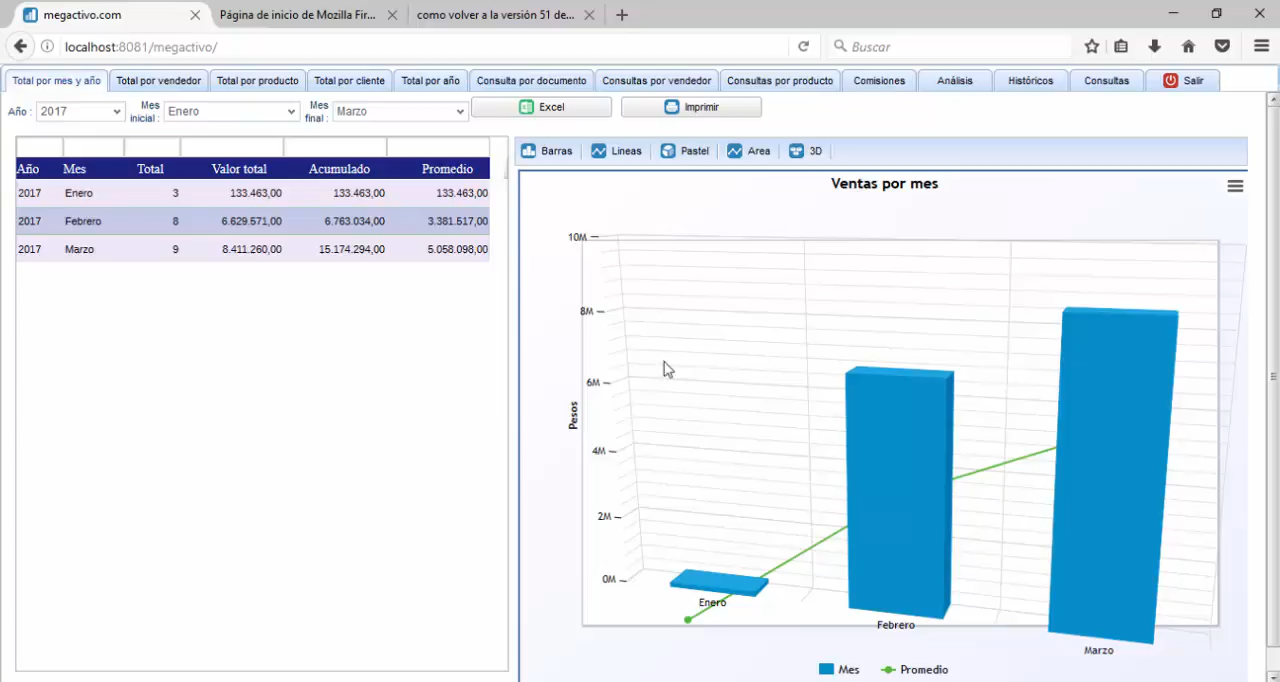 megactivo.com
Página de inicio de Mozilla Fir...
como volver a la versión 51 de...
localhost:8081/megactivo/
Buscar
Total por mes y año
Total por vendedor
Total por producto
Total por cliente
Total por año
Consulta por documento
Consultas por vendedor
Consultas por producto
Comisiones
Análisis
Históricos
Consultas
Salir
Año : 2017
Mes inicial : Enero
Mes final : Marzo
Excel
Imprimir
Año Mes Total Valor total Acumulado Promedio
2017 Enero 3 133.463,00 133.463,00 133.463,00
2017 Febrero 8 6.629.571,00 6.763.034,00 3.381.517,00
2017 Marzo 9 8.411.260,00 15.174.294,00 5.058.098,00
Barras
Lineas
Pastel
Area
3D
Ventas por mes
10M
8M
6M
4M
2M
0M
Pesos
Enero
Febrero
Marzo
Mes
Promedio